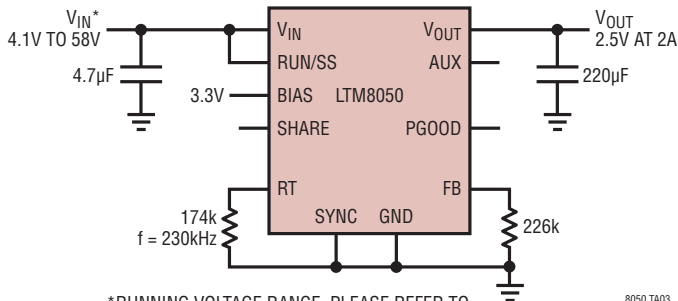 VIN*
4.1V TO 58V
4.7µF
3.3V
VIN
RUN/SS
BIAS
SHARE
RT
LTM8050
VOUT
AUX
PGOOD
FB
SYNC
GND
VOUT
2.5V AT 2A
220µF
174k
f = 230kHz
226k
*RUNNING VOLTAGE RANGE. PLEASE REFER TO
8050 TA03